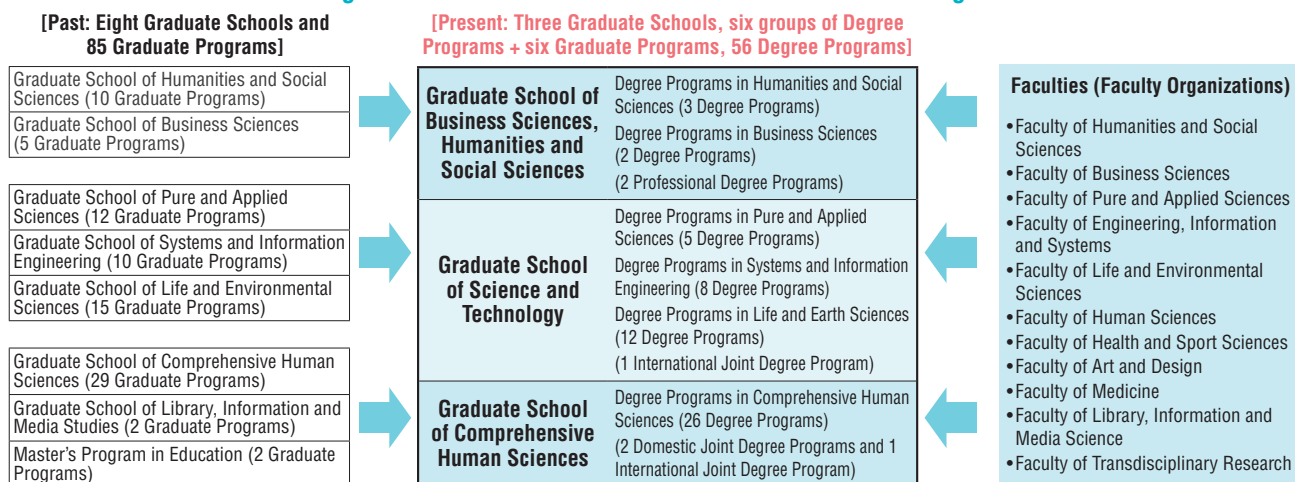 [Past: Eight Graduate Schools and
85 Graduate Programs]
Graduate School of Humanities and Social
Sciences (10 Graduate Programs)
Graduate School of Business Sciences
(5 Graduate Programs)
Graduate School of Pure and Applied
Sciences (12 Graduate Programs)
Graduate School of Systems and Information
Engineering (10 Graduate Programs)
Graduate School of Life and Environmental
Sciences (15 Graduate Programs)
Graduate School of Comprehensive Human
Sciences (29 Graduate Programs)
Graduate School of Library, Information and
Media Studies (2 Graduate Programs)
Master's Program in Education (2 Graduate
Programs)
[Present: Three Graduate Schools, six groups of Degree
Programs + six Graduate Programs, 56 Degree Programs]
Graduate School of
Business Sciences,
Humanities and
Social Sciences
Degree Programs in Humanities and Social
Sciences (3 Degree Programs)
Degree Programs in Business Sciences
(2 Degree Programs)
(2 Professional Degree Programs)
Graduate School
of Science and
Technology
Degree Programs in Pure and Applied
Sciences (5 Degree Programs)
Degree Programs in Systems and Information
Engineering (8 Degree Programs)
Degree Programs in Life and Earth Sciences
(12 Degree Programs)
(1 International Joint Degree Program)
Graduate School
of Comprehensive
Human Sciences
Degree Programs in Comprehensive Human
Sciences (26 Degree Programs)
(2 Domestic Joint Degree Programs and 1
International Joint Degree Program)
Faculties (Faculty Organizations)
•Faculty of Humanities and Social
Sciences
•Faculty of Business Sciences
•Faculty of Pure and Applied Sciences
•Faculty of Engineering, Information
and Systems
•Faculty of Life and Environmental
Sciences
•Faculty of Human Sciences
•Faculty of Health and Sport Sciences
•Faculty of Art and Design
•Faculty of Medicine
•Faculty of Library, Information and
Media Science
•Faculty of Transdisciplinary Research